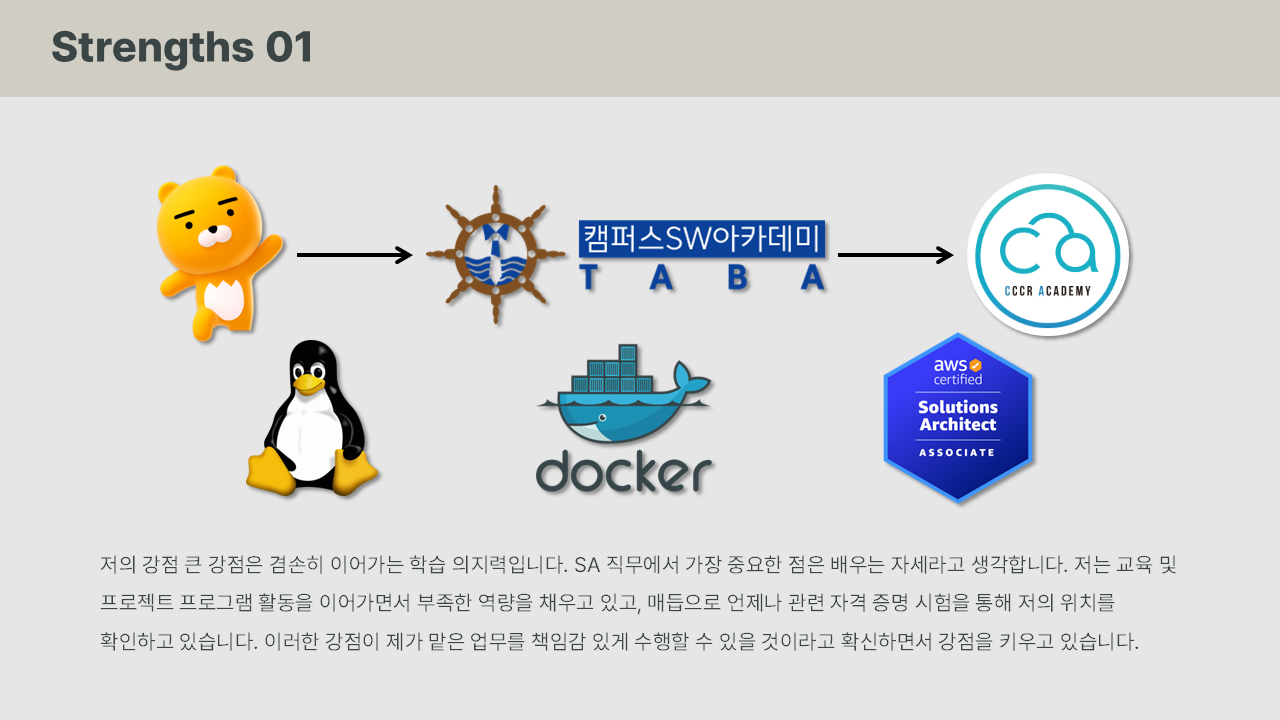 Strengths 01
캠퍼스SW아카데미
TABA
CCCR ACADEMY
aws
certified
Solutions
Architect
ASSOCIATE
docker
저의 강점 큰 강점은 겸손히 이어가는 학습 의지력입니다. SA 직무에서 가장 중요한 점은 배우는 자세라고 생각합니다. 저는 교육 및
프로젝트 프로그램 활동을 이어가면서 부족한 역량을 채우고 있고, 매듭으로 언제나 관련 자격 증명 시험을 통해 저의 위치를
확인하고 있습니다. 이러한 강점이 제가 맡은 업무를 책임감 있게 수행할 수 있을 것이라고 확신하면서 강점을 키우고 있습니다.